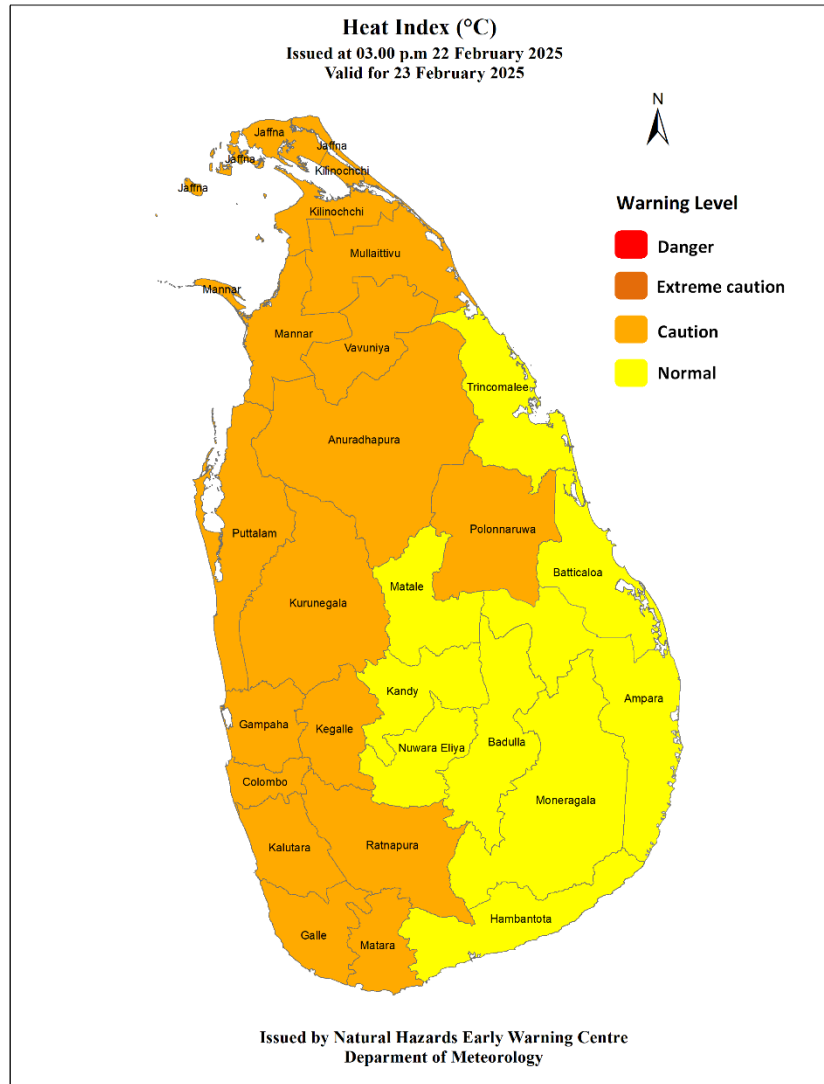 Heat Index (°C)
Issued at 03.00 p.m 22 February 2025
Valid for 23 February 2025
N
Jaffna
Jaffna
Jaffna
Kilinochchi
Jaffna
Kilinochchi
Mullaittivu
Mannar
Mannar
Vavuniya
Trincomalee
Anuradhapura
Polonnaruwa
Puttalam
Batticaloa
Matale
Kurunegala
Kandy
Ampara
Gampaha
Kegalle
Nuwara Eliya
Badulla
Colombo
Moneragala
Kalutara
Ratnapura
Hambantota
Galle
Matara
Warning Level
Danger
Extreme caution
Caution
Normal
Issued by Natural Hazards Early Warning Centre
Deparment of Meteorology